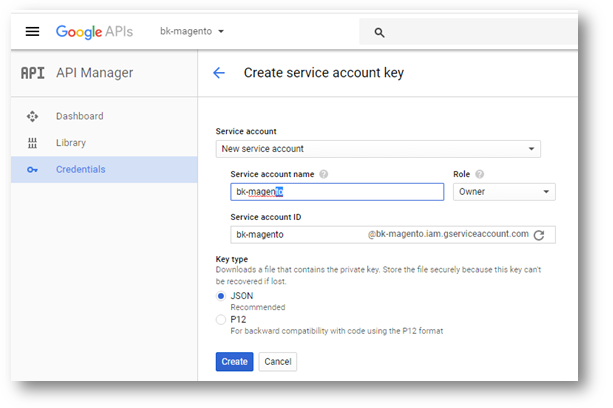 Google APIs
bk-magento
API API Manager
Create service account key
Dashboard
Library
Credentials
Service account
New service account
Service account name
Role
bk-magento
Owner
Service account ID
bk-magento
@bk-magento.iam.gserviceaccount.com
Key type
Downloads a file that contains the private key. Store the file securely because this key can't
be recovered if lost.
JSON
Recommended
P12
For backward compatibility with code using the P12 format
Create
Cancel